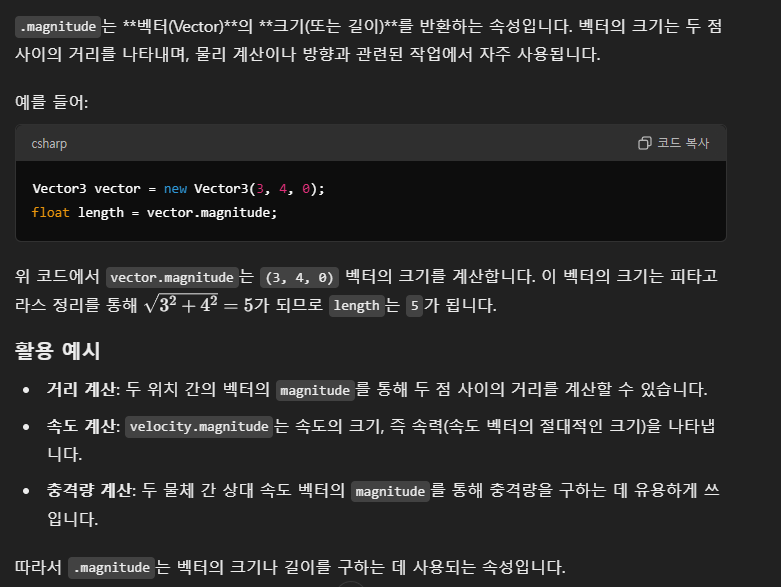 .magnitude는 **벡터(Vector)**의 **크기(또는 길이)**를 반환하는 속성입니다. 벡터의 크기는 두 점
사이의 거리를 나타내며, 물리 계산이나 방향과 관련된 작업에서 자주 사용됩니다.
예를 들어:
csharp 코드 복사
Vector3 vector = new Vector3(3, 4, 0);
float length = vector.magnitude;
위 코드에서 vector.magnitude는 (3, 4, 0) 벡터의 크기를 계산합니다. 이 벡터의 크기는 피타고
라스 정리를 통해 √3² + 4² = 5가 되므로 length는 5가 됩니다.
활용 예시
• 거리 계산: 두 위치 간의 벡터의 magnitude를 통해 두 점 사이의 거리를 계산할 수 있습니다.
• 속도 계산: velocity.magnitude는 속도의 크기, 즉 속력(속도 벡터의 절대적인 크기)을 나타냅
니다.
• 충격량 계산: 두 물체 간 상대 속도 벡터의 magnitude를 통해 충격량을 구하는 데 유용하게 쓰
입니다.
따라서 .magnitude는 벡터의 크기나 길이를 구하는 데 사용되는 속성입니다.